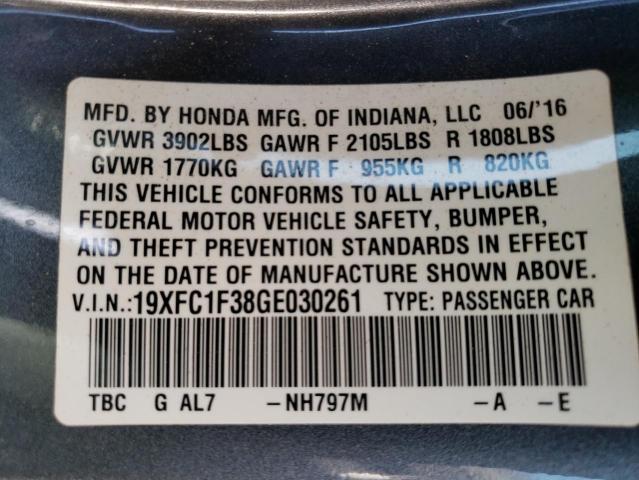 MFD. BY HONDA MFG. OF INDIANA, LLC 06/'16
GVWR 3902LBS GAWR F 2105LBS R 1808LBS
GVWR 1770KG GAWR F 955KG R 820KG
THIS VEHICLE CONFORMS TO ALL APPLICABLE
FEDERAL MOTOR VEHICLE SAFETY, BUMPER,
AND THEFT PREVENTION STANDARDS IN EFFECT
ON THE DATE OF MANUFACTURE SHOWN ABOVE.
V.I.N.:19XFC1F38GE030261 TYPE: PASSENGER CAR
TBC G AL7 -NH797M -A -E